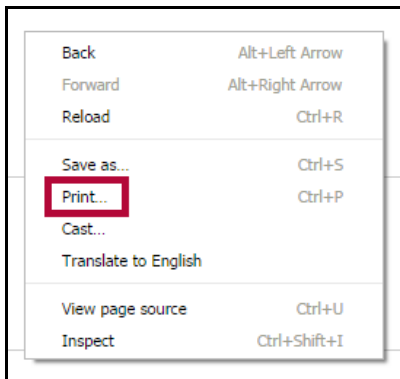 Back Alt+Left Arrow
Forward Alt+Right Arrow
Reload Ctrl+R
Save as... Ctrl+S
Print... Ctrl+P
Cast...
Translate to English
View page source Ctrl+U
Inspect Ctrl+Shift+I